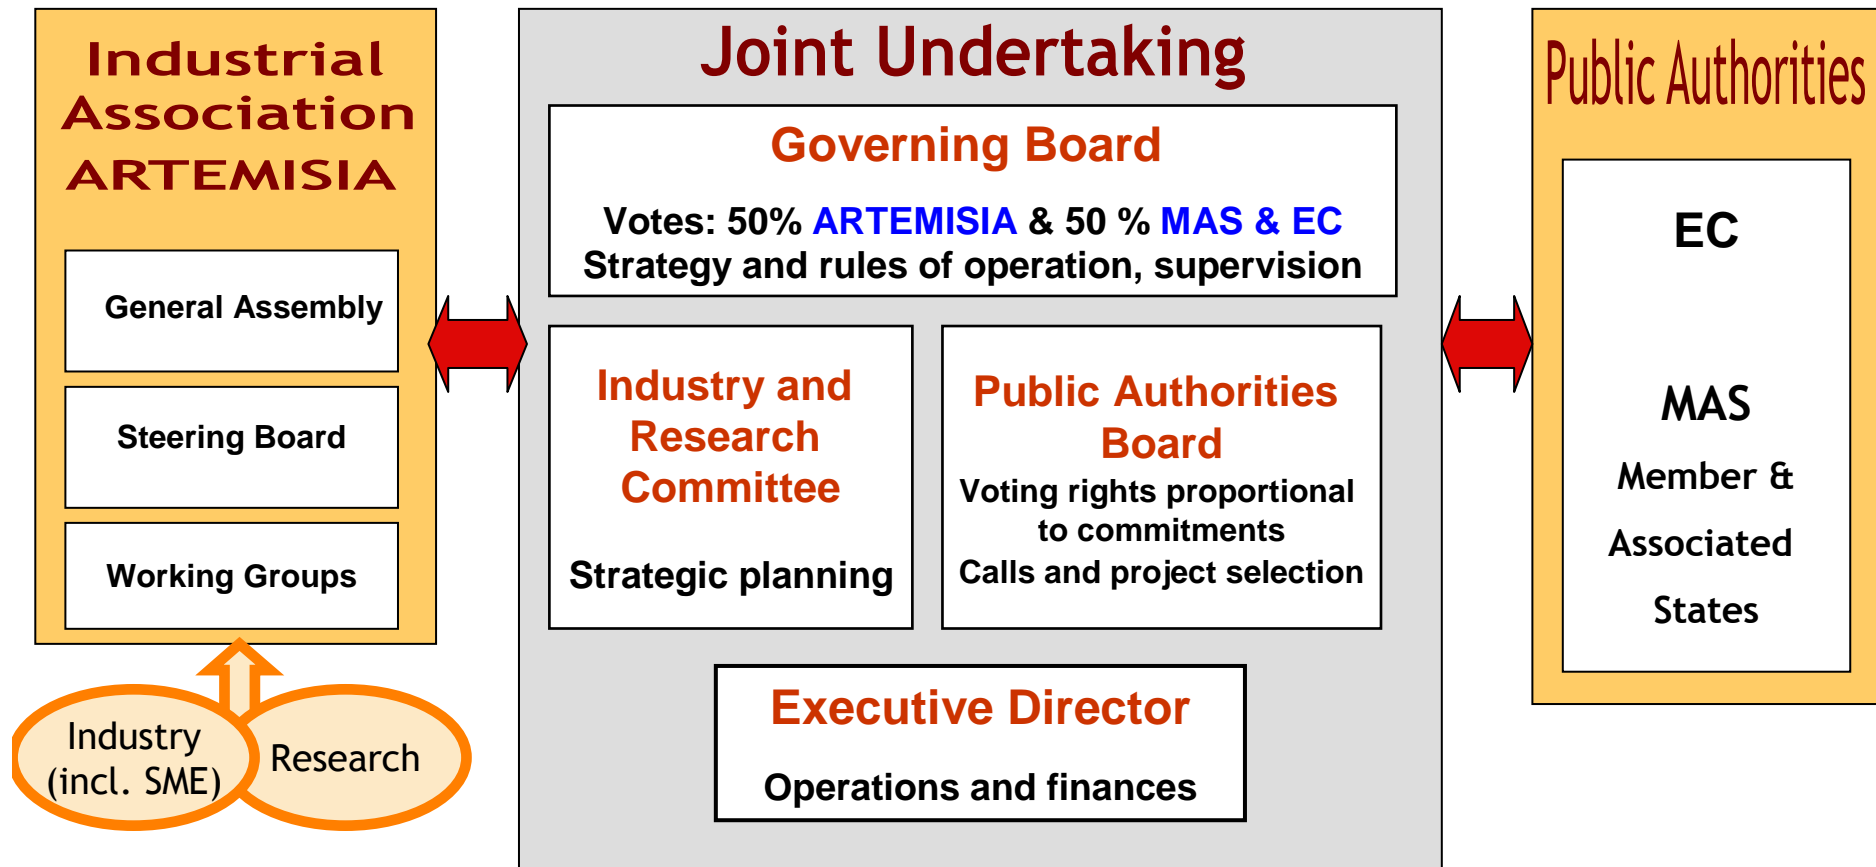 Industrial
Association
ARTEMISIA
General Assembly
Steering Board
Working Groups
Industry
(incl. SME)
Research
Joint Undertaking
Governing Board
Votes: 50% ARTEMISIA & 50 % MAS & EC
Strategy and rules of operation, supervision
Industry and
Research
Committee
Strategic planning
Public Authorities
Board
Voting rights proportional
to commitments
Calls and project selection
Executive Director
Operations and finances
Public Authorities
EC
MAS
Member &
Associated
States